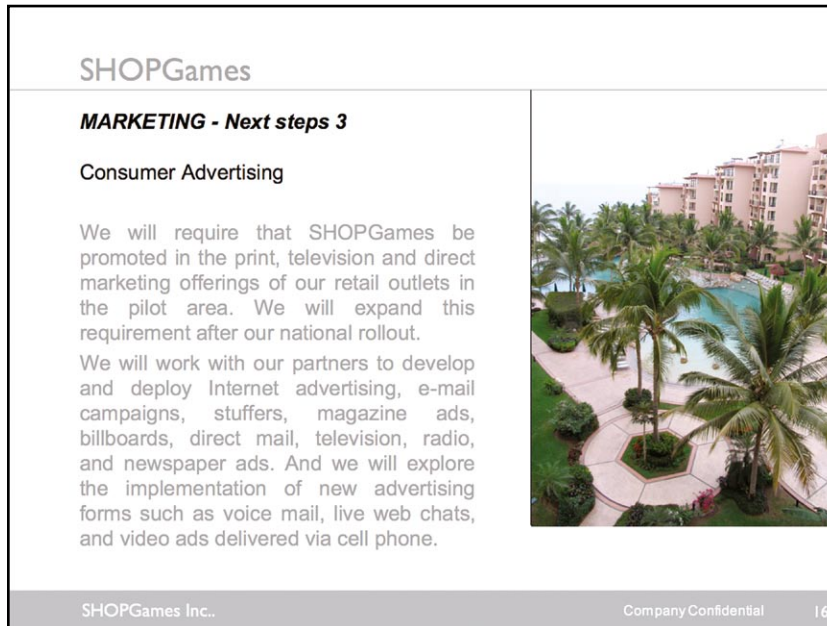 SHOPGames
MARKETING - Next steps 3
Consumer Advertising
We will require that SHOPGames be
promoted in the print, television and direct
marketing offerings of our retail outlets in
the pilot area. We will expand this
requirement after our national rollout.
We will work with our partners to develop
and deploy Internet advertising, e-mail
campaigns, stuffers, magazine ads,
billboards, direct mail, television, radio,
and newspaper ads. And we will explore
the implementation of new advertising
forms such as voice mail, live web chats,
and video ads delivered via cell phone.
SHOPGames Inc.. Company Confidential 16